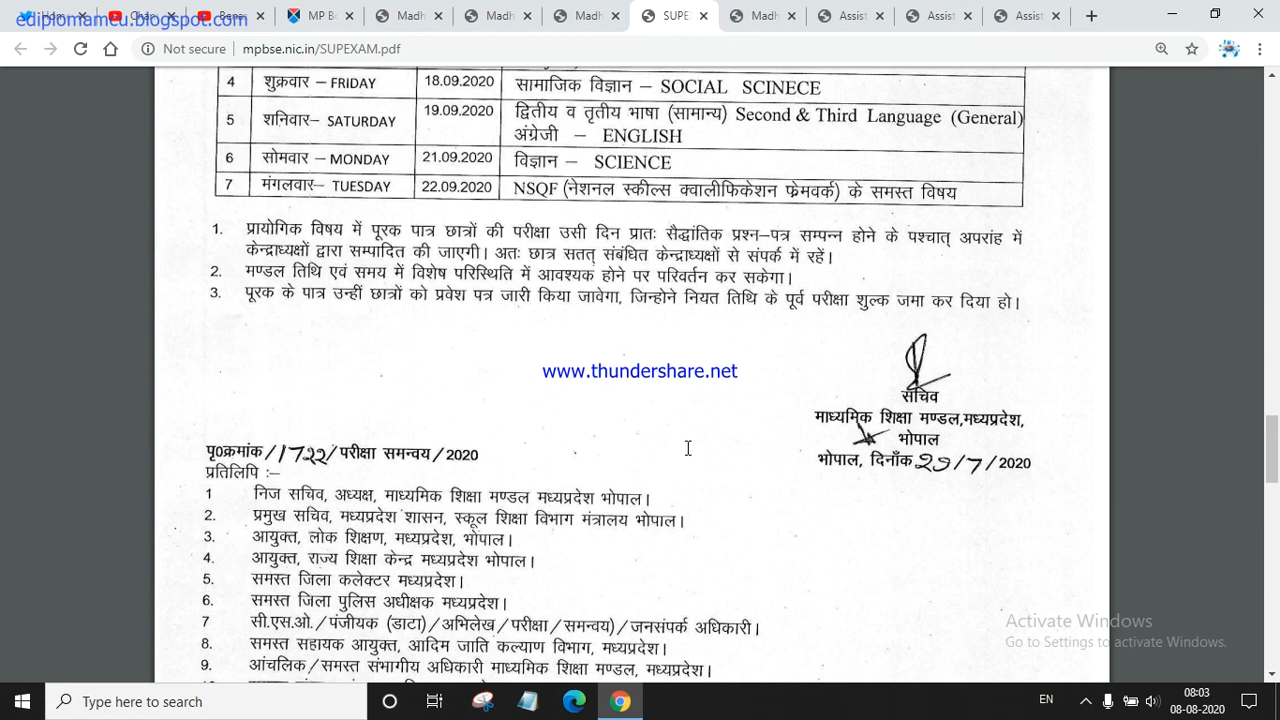 edipomameu.blogspot.com
MP Bo
Madh
Madh
Madh
SUPEX
Madh
Assist
Assist
Assist
Not secure
mpbse.nic.in/SUPEXAM.pdf
4 शुक्रवार – FRIDAY 18.09.2020 सामाजिक विज्ञान – SOCIAL SCINECE
5 शनिवार– SATURDAY 19.09.2020 द्वितीय व तृतीय भाषा (सामान्य) Second & Third Language (General)
अंग्रेजी – ENGLISH
6 सोमवार – MONDAY 21.09.2020 विज्ञान – SCIENCE
7 मंगलवार– TUESDAY 22.09.2020 NSQF (नेशनल स्कील्स क्वालीफिकेशन फ्रेमवर्क) के समस्त विषय
1. प्रायोगिक विषय में पूरक पात्र छात्रों की परीक्षा उसी दिन प्रातः सैद्धांतिक प्रश्न–पत्र सम्पन्न होने के पश्चात् अपरांह में
केन्द्राध्यक्षों द्वारा सम्पादित की जाएगी। अतः छात्र सतत् संबंधित केन्द्राध्यक्षों से संपर्क में रहें।
2. मण्डल तिथि एवं समय में विशेष परिस्थिति में आवश्यक होने पर परिवर्तन कर सकेगा।
3. पूरक के पात्र उन्हीं छात्रों को प्रवेश पत्र जारी किया जावेगा, जिन्होने नियत तिथि के पूर्व परीक्षा शुल्क जमा कर दिया हो।
www.thundershare.net
सचिव
माध्यमिक शिक्षा मण्डल,मध्यप्रदेश,
भोपाल
पृ0क्रमांक/1722/परीक्षा समन्वय/2020
भोपाल, दिनाँक 29/7/2020
प्रतिलिपि :–
1 निज सचिव, अध्यक्ष, माध्यमिक शिक्षा मण्डल मध्यप्रदेश भोपाल।
2. प्रमुख सचिव, मध्यप्रदेश शासन, स्कूल शिक्षा विभाग मंत्रालय भोपाल।
3. आयुक्त, लोक शिक्षण, मध्यप्रदेश, भोपाल।
4. आयुक्त, राज्य शिक्षा केन्द्र मध्यप्रदेश भोपाल।
5. समस्त जिला कलेक्टर मध्यप्रदेश।
6. समस्त जिला पुलिस अधीक्षक मध्यप्रदेश।
7 सी.एस.ओ./पंजीयक (डाटा)/अभिलेख/परीक्षा/समन्वय)/जनसंपर्क अधिकारी।
8. समस्त सहायक आयुक्त, आदिम जाति कल्याण विभाग, मध्यप्रदेश।
9. आंचलिक/समस्त संभागीय अधिकारी माध्यमिक शिक्षा मण्डल, मध्यप्रदेश।
Activate Windows
Go to Settings to activate Windows.
Type here to search
EN
08:03
08-08-2020